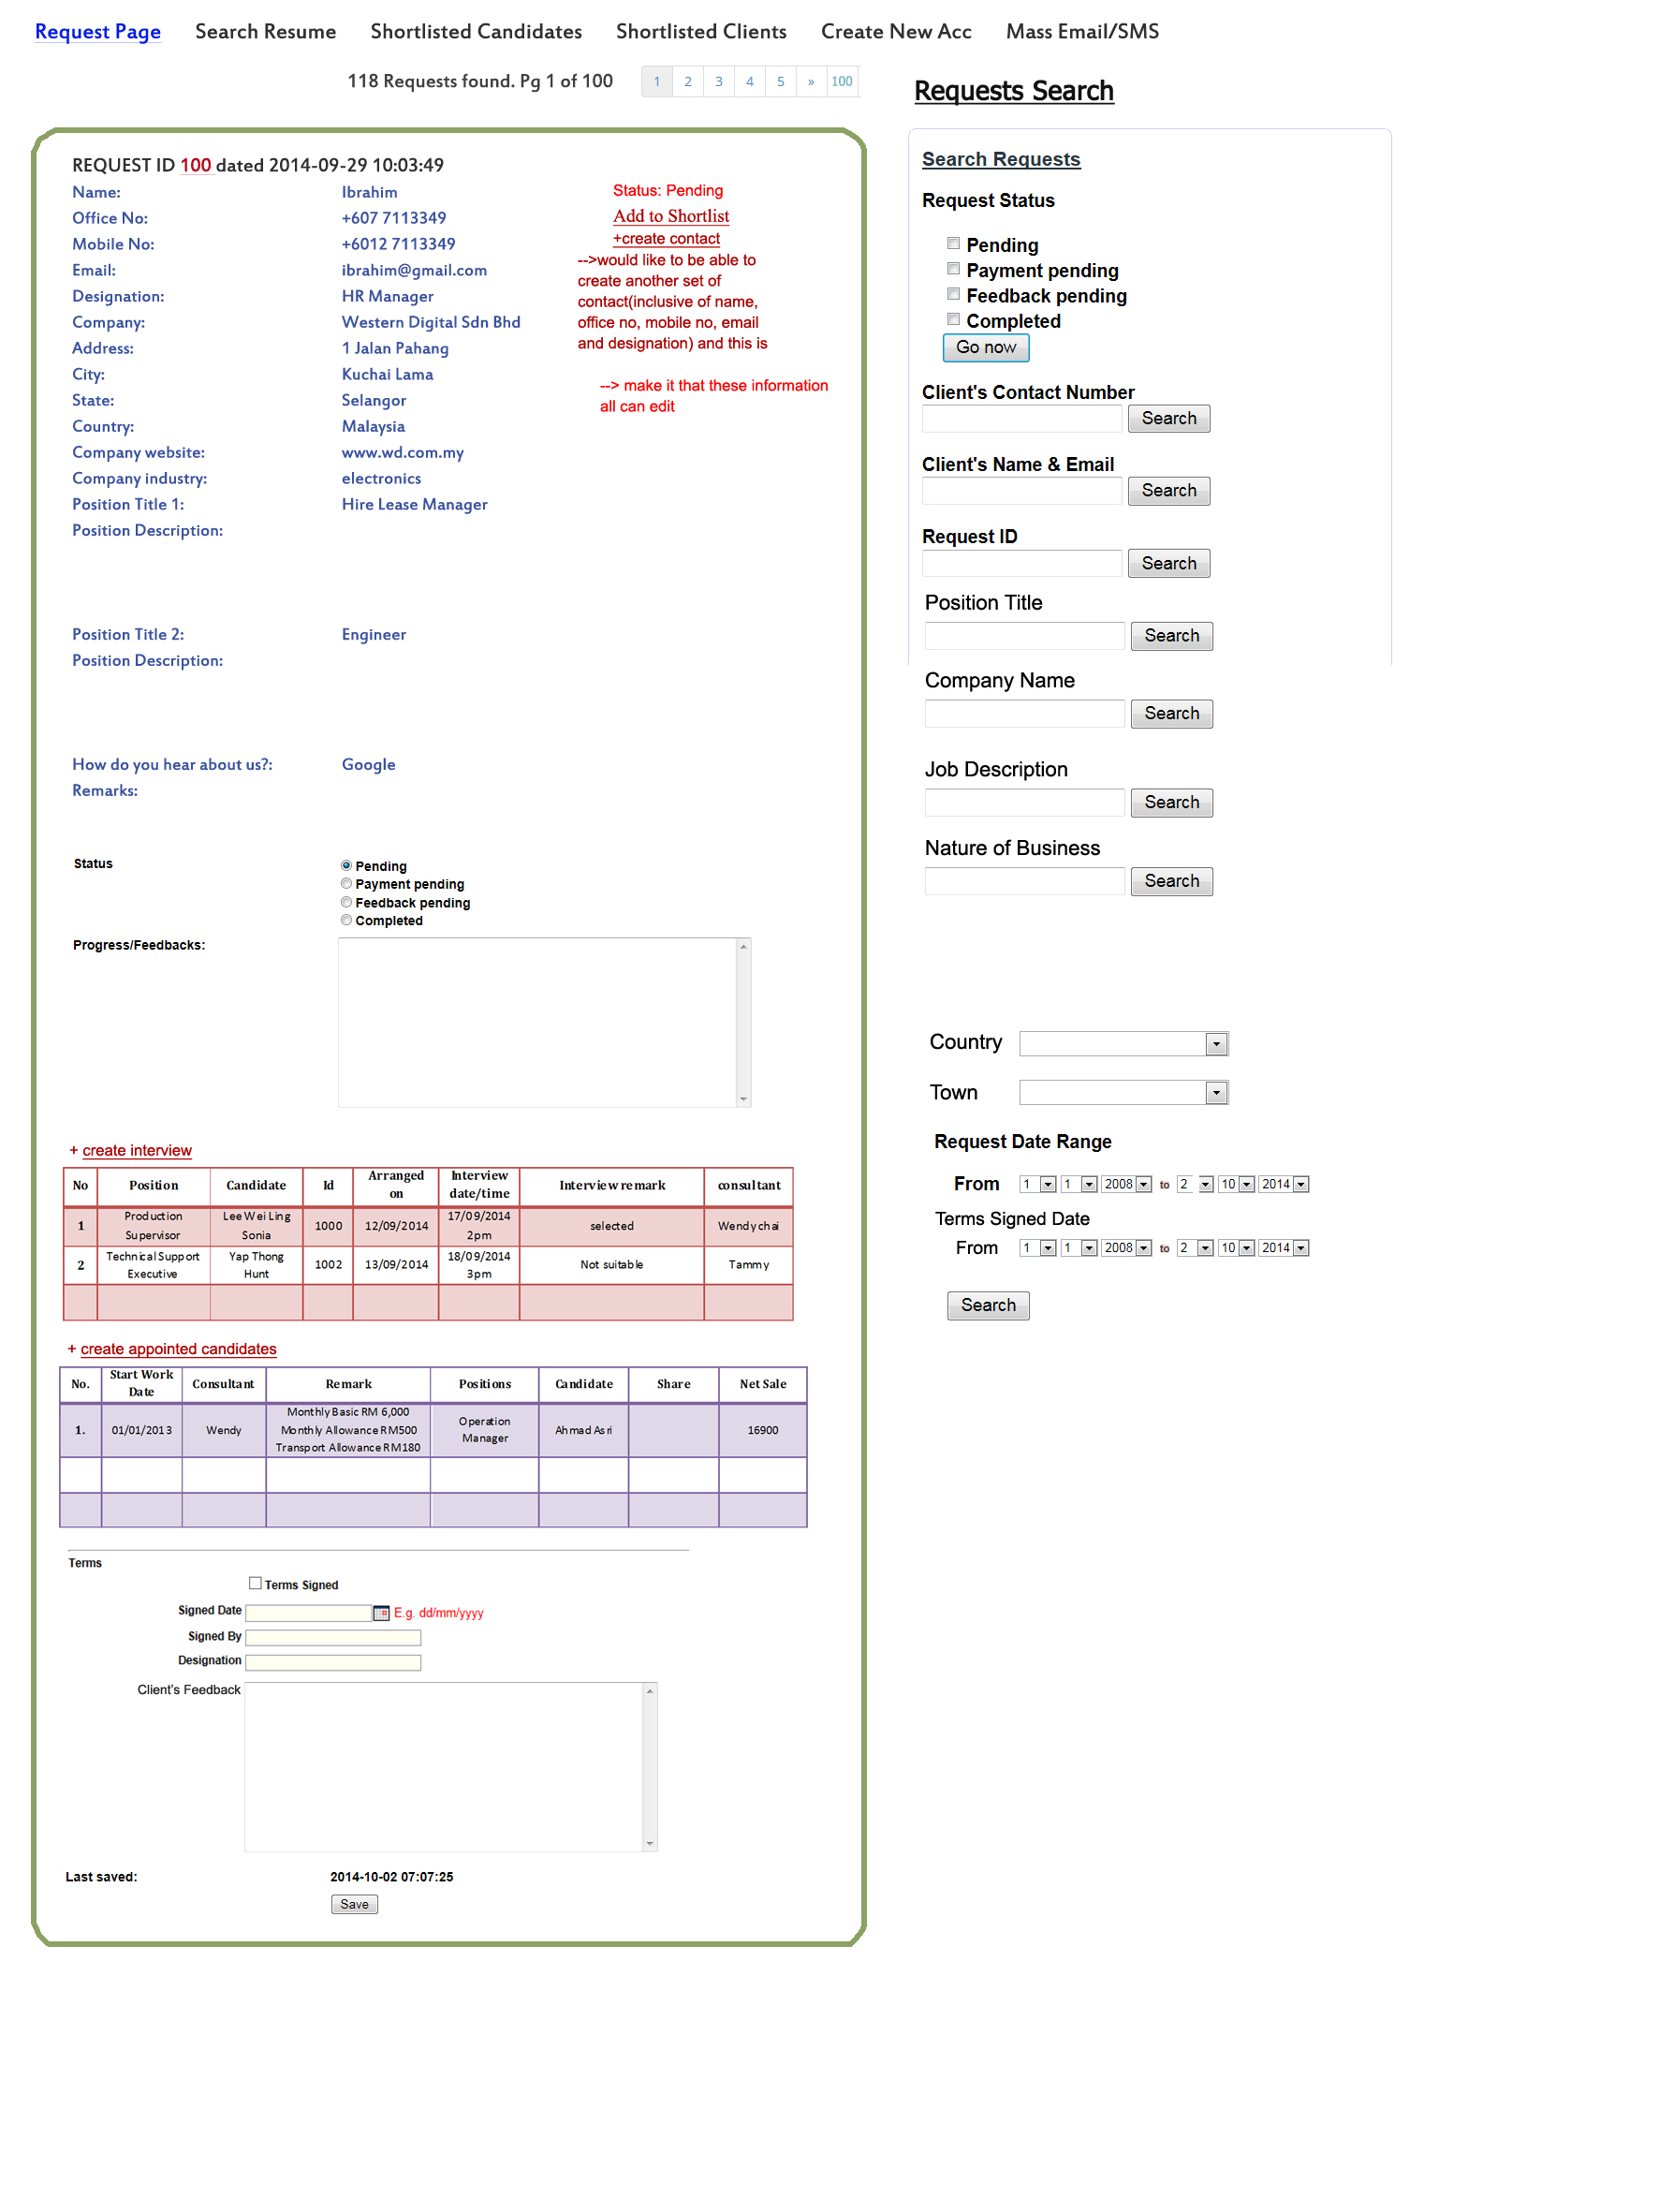 Request Page Search Resume Shortlisted Candidates Shortlisted Clients Create New Acc Mass Email/SMS
118 Requests found. Pg 1 of 100 1 2 3 4 5 » 100
REQUEST ID 100 dated 2014-09-29 10:03:49
Name: Ibrahim
Office No: +607 7113349
Mobile No: +6012 7113349
Email: ibrahim@gmail.com
Designation: HR Manager
Company: Western Digital Sdn Bhd
Address: 1 Jalan Pahang
City: Kuchai Lama
State: Selangor
Country: Malaysia
Company website: www.wd.com.my
Company industry: electronics
Position Title 1: Hire Lease Manager
Position Description:
Status: Pending
Add to Shortlist
+create contact
-->would like to be able to
create another set of
contact(inclusive of name,
office no, mobile no, email
and designation) and this is
--> make it that these information
all can edit
Position Title 2: Engineer
Position Description:
How do you hear about us?: Google
Remarks:
Status
Pending
Payment pending
Feedback pending
Completed
Progress/Feedbacks:
+ create interview
No Position Candidate Id Arranged on Interview date/time Interview remark consultant
1 Production Supervisor Lee Wei Ling Sonia 1000 12/09/2014 17/09/2014 2pm selected Wendy chai
2 Technical Support Executive Yap Thong Hunt 1002 13/09/2014 18/09/2014 3pm Not suitable Tammy
+ create appointed candidates
No. Start Work Date Consultant Remark Positions Candidate Share Net Sale
1. 01/01/2013 Wendy Monthly Basic RM 6,000 Monthly Allowance RM500 Transport Allowance RM180 Operation Manager Ahmad Asri 16900
Terms
Terms Signed
Signed Date E.g. dd/mm/yyyy
Signed By
Designation
Client's Feedback
Last saved: 2014-10-02 07:07:25
Save
Requests Search
Search Requests
Request Status
Pending
Payment pending
Feedback pending
Completed
Go now
Client's Contact Number
Search
Client's Name & Email
Search
Request ID
Search
Position Title
Search
Company Name
Search
Job Description
Search
Nature of Business
Search
Country
Town
Request Date Range
From 1 1 2008 to 2 10 2014
Terms Signed Date
From 1 1 2008 to 2 10 2014
Search